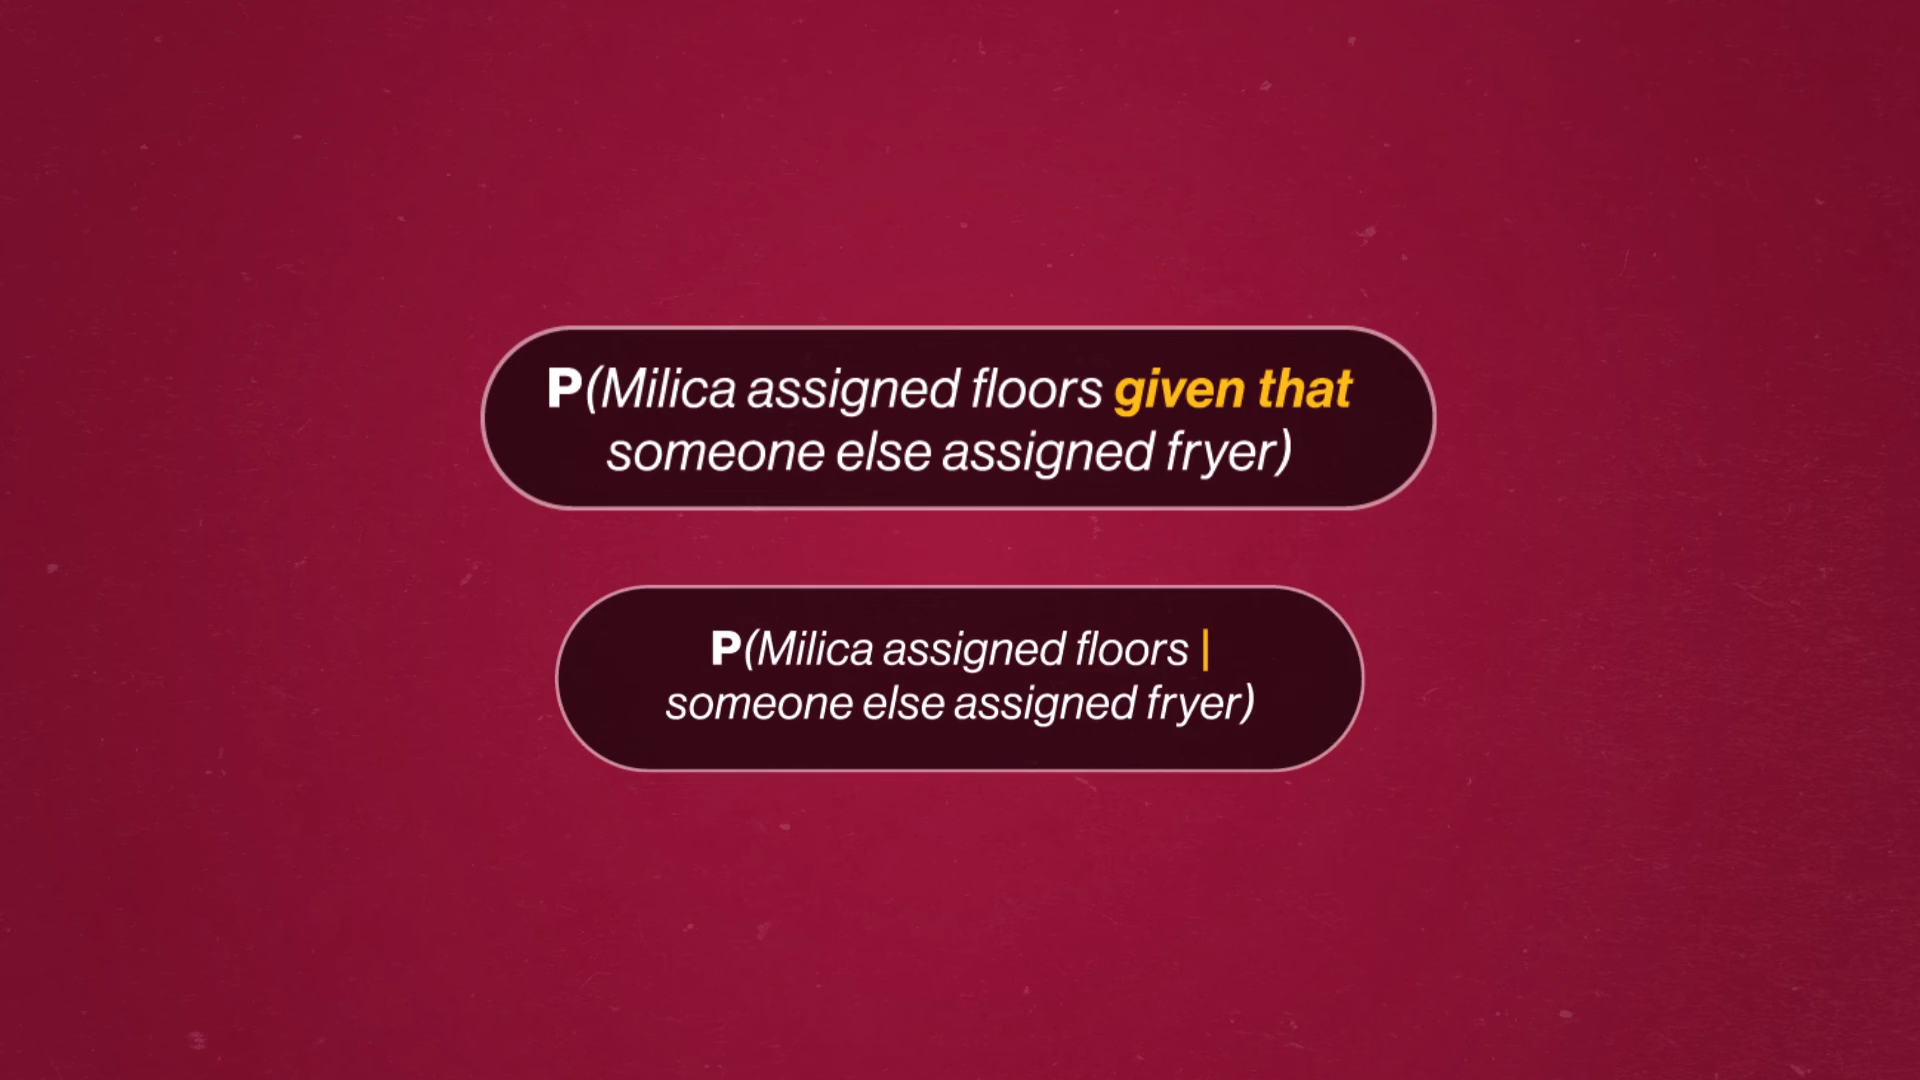 P(Milica assigned floors given that
someone else assigned fryer)
P(Milica assigned floors |
someone else assigned fryer)